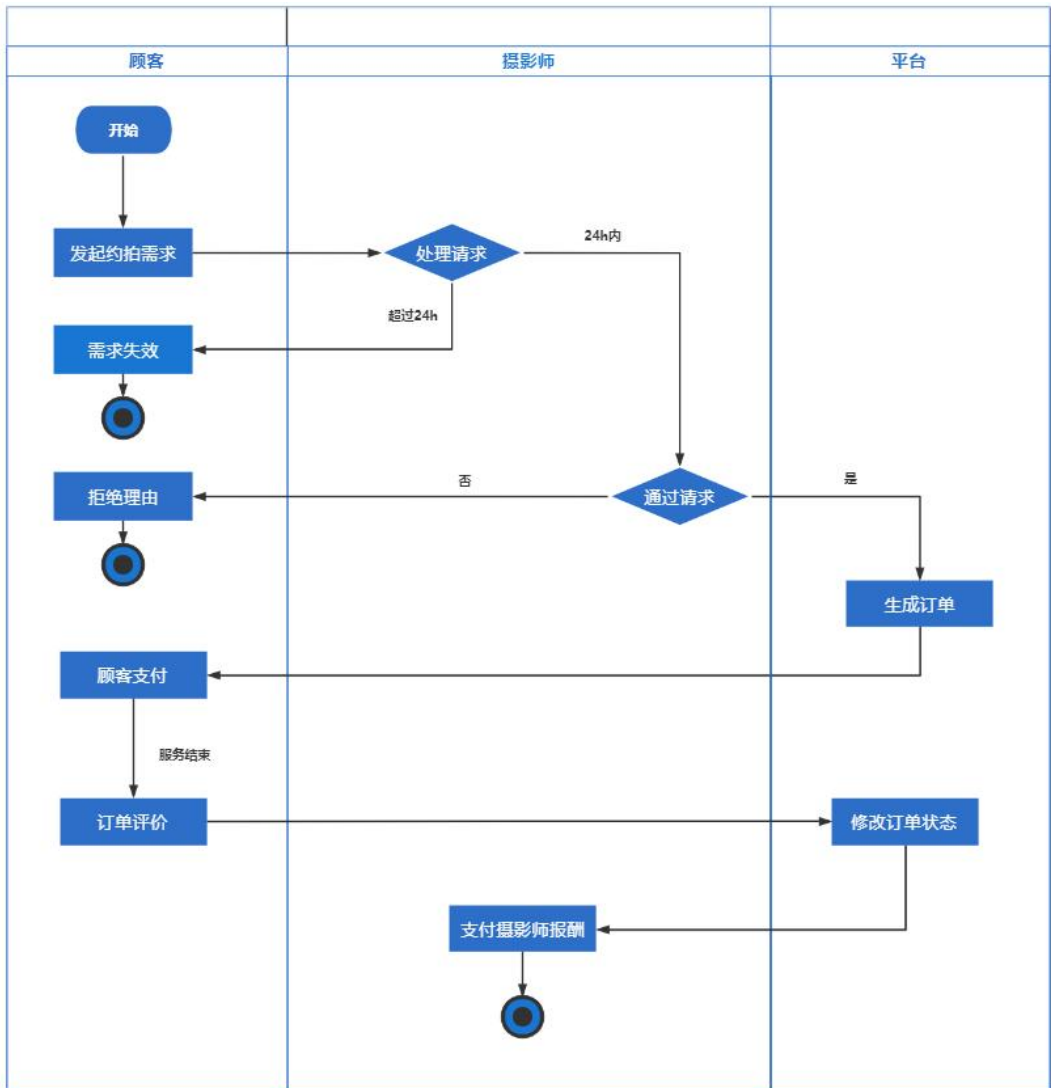 顾客
摄影师
平台
开始
发起约拍需求
处理请求
24h内
超过24h
需求失效
拒绝理由
否
通过请求
是
生成订单
顾客支付
服务结束
订单评价
修改订单状态
支付摄影师报酬